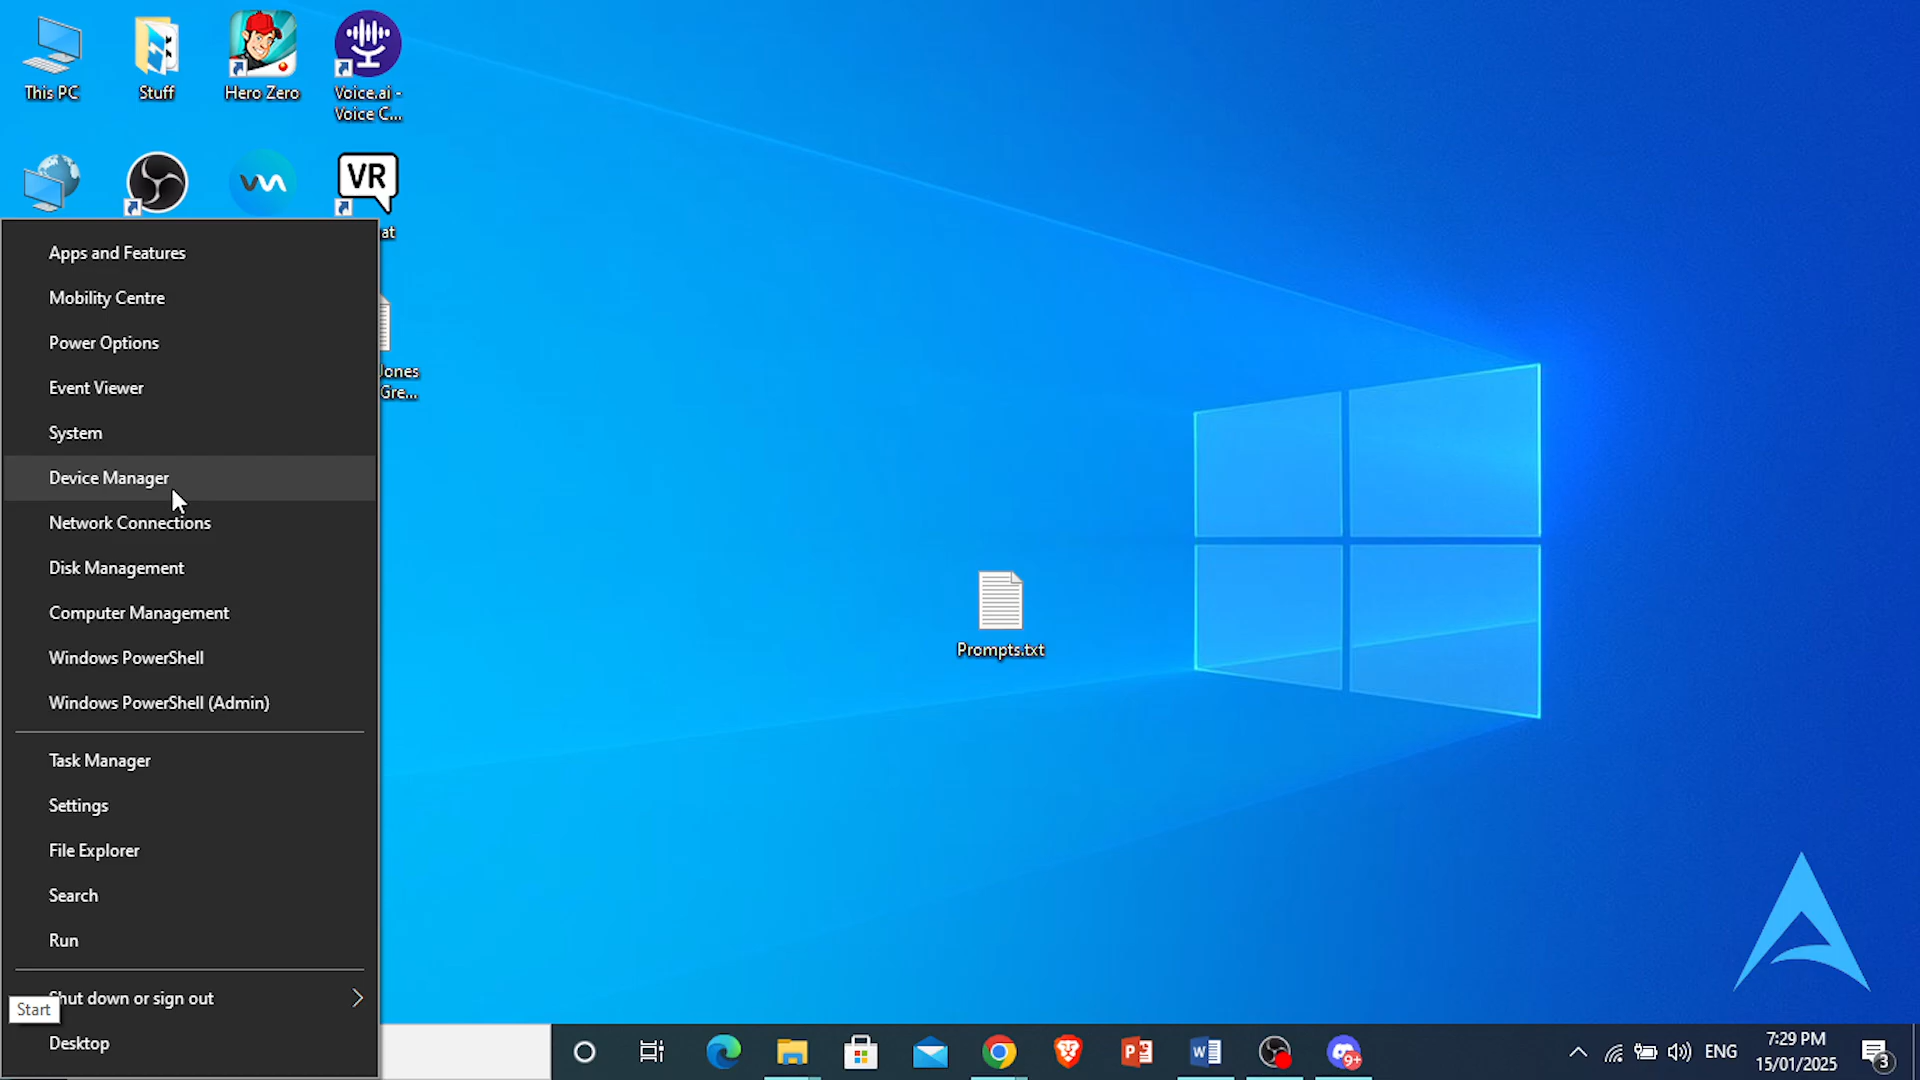 This PC
Stuff
Hero Zero
Voice.ai -
Voice C...
VR
at
Jones
Gre...
Apps and Features
Mobility Centre
Power Options
Event Viewer
System
Device Manager
Network Connections
Disk Management
Computer Management
Windows PowerShell
Windows PowerShell (Admin)
Task Manager
Settings
File Explorer
Search
Run
Shut down or sign out
Start
Desktop
Prompts.txt
9+
ENG
7:29 PM
15/01/2025
3